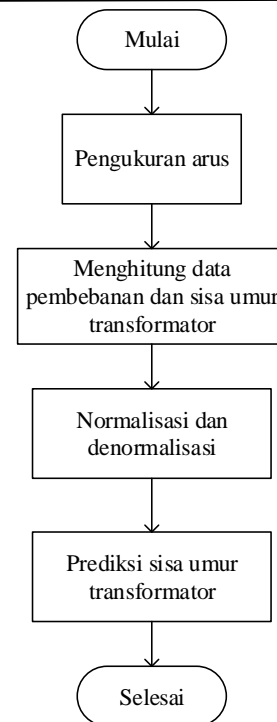 Mulai
Pengukuran arus
Menghitung data
pembebanan dan sisa umur
transformator
Normalisasi dan
denormalisasi
Prediksi sisa umur
transformator
Selesai